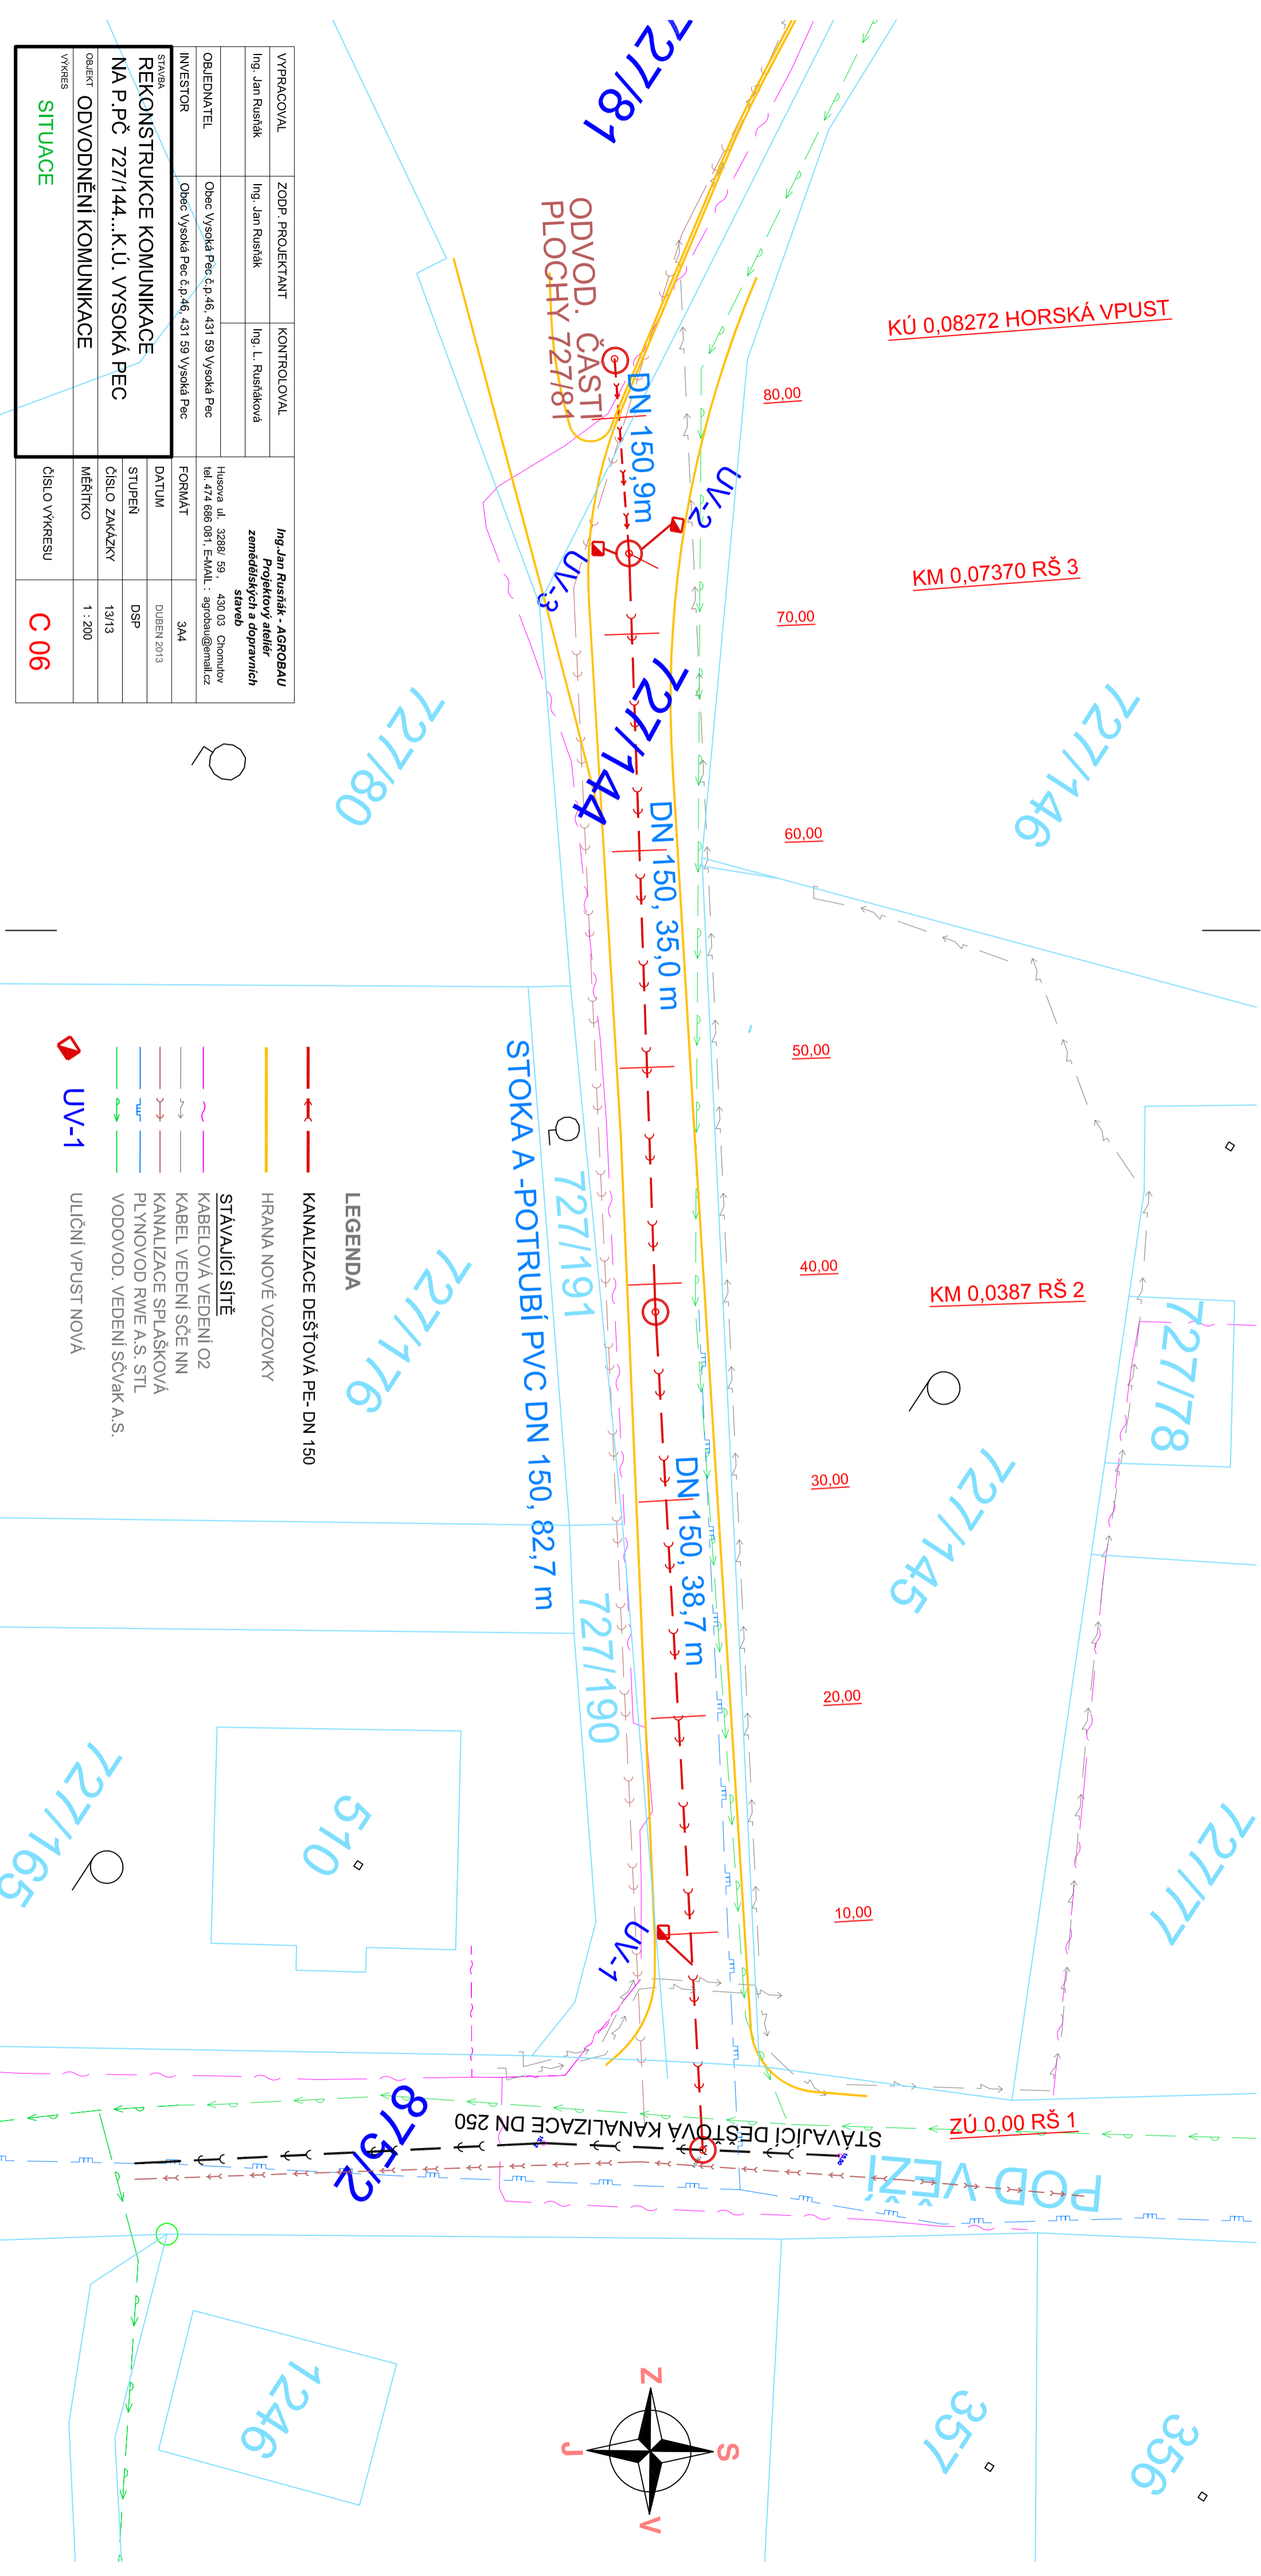 727/81
ODVOD. ČÁSTI
PLOCHY 727/81
DN 150,9m
UV-2
UV-3
KÚ 0,08272 HORSKÁ VPUST
80,00
KM 0,07370 RŠ 3
70,00
727/144
727/80
727/146
60,00
DN 150, 35,0 m
50,00
STOKA A -POTRUBÍ PVC DN 150, 82,7 m
727/191
727/176
40,00
KM 0,0387 RŠ 2
727/78
30,00
727/145
DN 150, 38,7 m
727/190
20,00
727/165
510
727/77
10,00
UV-1
ZÚ 0,00 RŠ 1
STÁVAJÍCÍ DEŠŤOVÁ KANALIZACE DN 250
875/2
POD VĚŽÍ
1246
357
356
Z
S
J
V
LEGENDA
KANALIZACE DEŠŤOVÁ PE- DN 150
HRANA NOVÉ VOZOVKY
STÁVAJÍCÍ SÍTĚ
KABELOVÁ VEDENÍ O2
KABEL VEDENÍ SČE NN
KANALIZACE SPLAŠKOVÁ
PLYNOVOD RWE A.S. STL
VODOVOD. VEDENÍ SČVaK A.S.
UV-1 ULIČNÍ VPUST NOVÁ
VYPRACOVAL ZODP. PROJEKTANT KONTROLOVAL
Ing. Jan Rusňák Ing. Jan Rusňák Ing. L. Rusňáková
Ing.Jan Rusňák - AGROBAU
Projektový ateliér
zemědělských a dopravních
staveb
Husova ul. 3288/ 59 , 430 03 Chomutov
tel. 474 686 081, E-MAIL : agrobau@email.cz
OBJEDNATEL Obec Vysoká Pec č.p.46, 431 59 Vysoká Pec
INVESTOR Obec Vysoká Pec č.p.46, 431 59 Vysoká Pec
FORMÁT 3A4
STAVBA
REKONSTRUKCE KOMUNIKACE
NA P.PČ 727/144...K.Ú. VYSOKÁ PEC
DATUM DUBEN 2013
STUPEŇ DSP
ČÍSLO ZAKÁZKY 13/13
OBJEKT ODVODNĚNÍ KOMUNIKACE
MĚŘÍTKO 1 : 200
VÝKRES
SITUACE
ČÍSLO VÝKRESU C 06